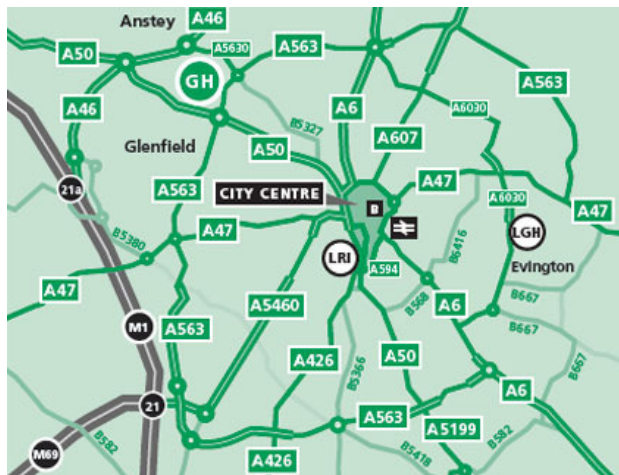 Anstey
A46
A50
A5630
A563
GH
A46
A563
A6
A6030
B5327
A607
Glenfield
A50
21a
A563
CITY CENTRE
B
A47
A6030
A47
A47
B5380
LRI
A594
B6416
LGH
Evington
A47
A5460
B568
A6
B667
M1
A563
B667
A426
B5366
A50
B667
A6
21
A563
A5199
B582
M69
B582
A426
B5418